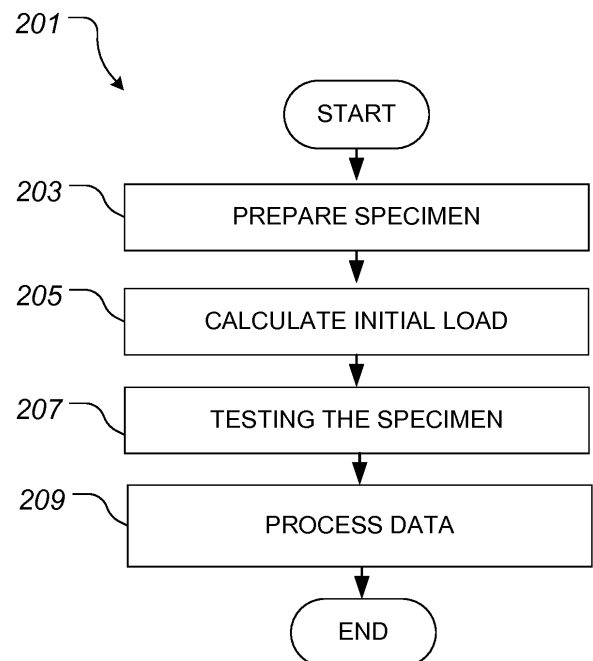 201
START
203
PREPARE SPECIMEN
205
CALCULATE INITIAL LOAD
207
TESTING THE SPECIMEN
209
PROCESS DATA
END